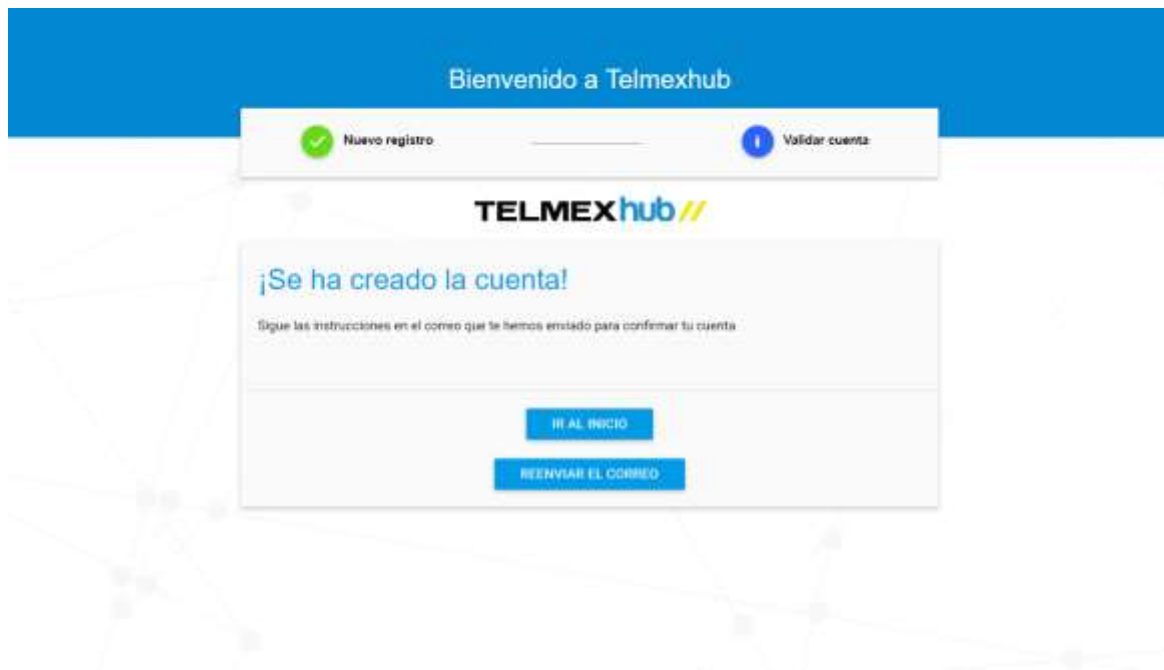 Bienvenido a Telmexhub
Nuevo registro
Validar cuenta
TELMEXhub//
¡Se ha creado la cuenta!
Sigue las instrucciones en el correo que te hemos enviado para confirmar tu cuenta
IR AL INICIO
REENVIAR EL CORREO